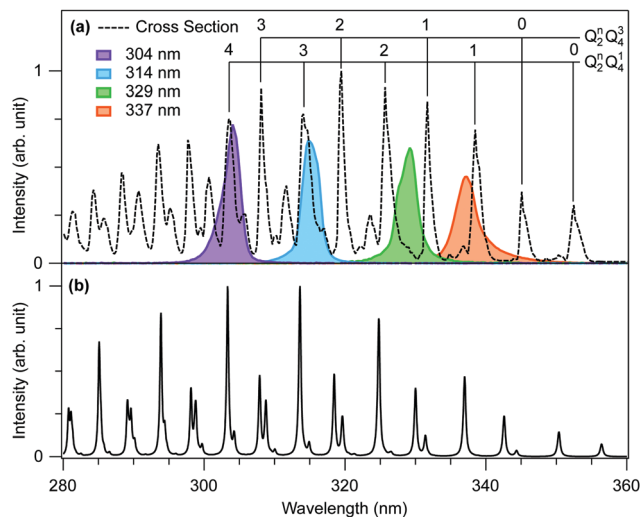 (a)
Cross Section
304 nm
314 nm
329 nm
337 nm
3 2 1 0 Q₂ⁿQ₄³
4 3 2 1 0 Q₂ⁿQ₄¹
Intensity (arb. unit)
1
0
(b)
Intensity (arb. unit)
1
0
280 300 320 340 360
Wavelength (nm)